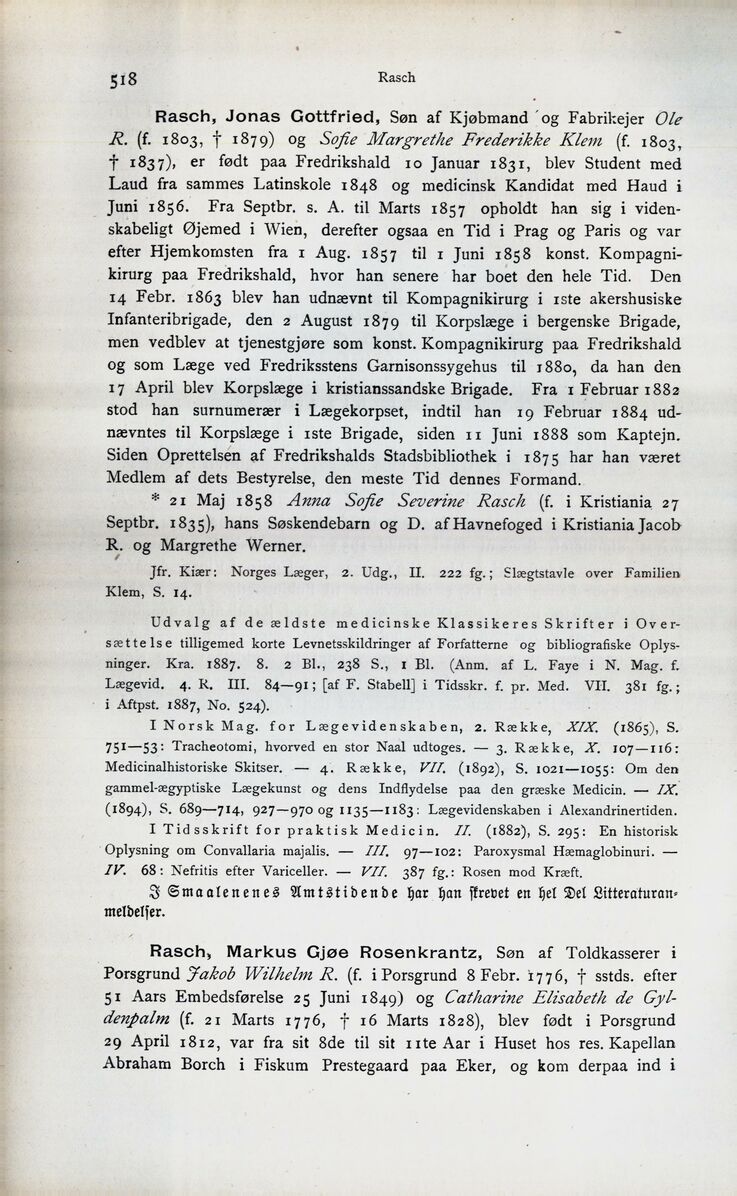 518
Rasch
Rasch, Jonas Gottfried, Søn af Kjøbmand og Fabrikejer Ole
R. (f. 1803, † 1879) og Sofie Margrethe Frederikke Klem (f. 1803,
† 1837), er født paa Fredrikshald 10 Januar 1831, blev Student med
Laud fra sammes Latinskole 1848 og medicinsk Kandidat med Haud i
Juni 1856. Fra Septbr. s. A. til Marts 1857 opholdt han sig i viden-
skabeligt Øjemed i Wien, derefter ogsaa en Tid i Prag og Paris og var
efter Hjemkomsten fra 1 Aug. 1857 til 1 Juni 1858 konst. Kompagni-
kirurg paa Fredrikshald, hvor han senere har boet den hele Tid. Den
14 Febr. 1863 blev han udnævnt til Kompagnikirurg i 1ste akershusiske
Infanteribrigade, den 2 August 1879 til Korpslæge i bergenske Brigade,
men vedblev at tjenestgjøre som konst. Kompagnikirurg paa Fredrikshald
og som Læge ved Fredriksstens Garnisonssygehus til 1880, da han den
17 April blev Korpslæge i kristianssandske Brigade. Fra 1 Februar 1882
stod han surnumerær i Lægekorpset, indtil han 19 Februar 1884 ud-
nævntes til Korpslæge i 1ste Brigade, siden 11 Juni 1888 som Kaptejn.
Siden Oprettelsen af Fredrikshalds Stadsbibliothek i 1875 har han været
Medlem af dets Bestyrelse, den meste Tid dennes Formand.
* 21 Maj 1858 Anna Sofie Severine Rasch (f. i Kristiania 27
Septbr. 1835), hans Søskendebarn og D. af Havnefoged i Kristiania Jacob
R. og Margrethe Werner.
Jfr. Kiær: Norges Læger, 2. Udg., II. 222 fg.; Slægtstavle over Familien
Klem, S. 14.
Udvalg af de ældste medicinske Klassikeres Skrifter i Over-
sættelse tilligemed korte Levnetsskildringer af Forfatterne og bibliografiske Oplys-
ninger. Kra. 1887. 8. 2 Bl., 238 S., 1 Bl. (Anm. af L. Faye i N. Mag. f.
Lægevid. 4. R. III. 84—91; [af F. Stabell] i Tidsskr. f. pr. Med. VII. 381 fg.;
i Aftpst. 1887, No. 524).
I Norsk Mag. for Lægevidenskaben, 2. Række, XIX. (1865), S.
751—53: Tracheotomi, hvorved en stor Naal udtoges. — 3. Række, X. 107—116:
Medicinalhistoriske Skitser. — 4. Række, VII. (1892), S. 1021—1055: Om den
gammel-ægyptiske Lægekunst og dens Indflydelse paa den græske Medicin. — IX.
(1894), S. 689—714, 927—970 og 1135—1183: Lægevidenskaben i Alexandrinertiden.
I Tidsskrift for praktisk Medicin. II. (1882), S. 295: En historisk
Oplysning om Convallaria majalis. — III. 97—102: Paroxysmal Hæmaglobinuri. —
IV. 68: Nefritis efter Variceller. — VII. 387 fg.: Rosen mod Kræft.
I Smaalenenes Amtstidende har han skrevet en hel Del Litteraturan-
meldelser.
Rasch, Markus Gjøe Rosenkrantz, Søn af Toldkasserer i
Porsgrund Jakob Wilhelm R. (f. i Porsgrund 8 Febr. 1776, † sstds. efter
51 Aars Embedsførelse 25 Juni 1849) og Catharine Elisabeth de Gyl-
denpalm (f. 21 Marts 1776, † 16 Marts 1828), blev født i Porsgrund
29 April 1812, var fra sit 8de til sit 11te Aar i Huset hos res. Kapellan
Abraham Borch i Fiskum Prestegaard paa Eker, og kom derpaa ind i